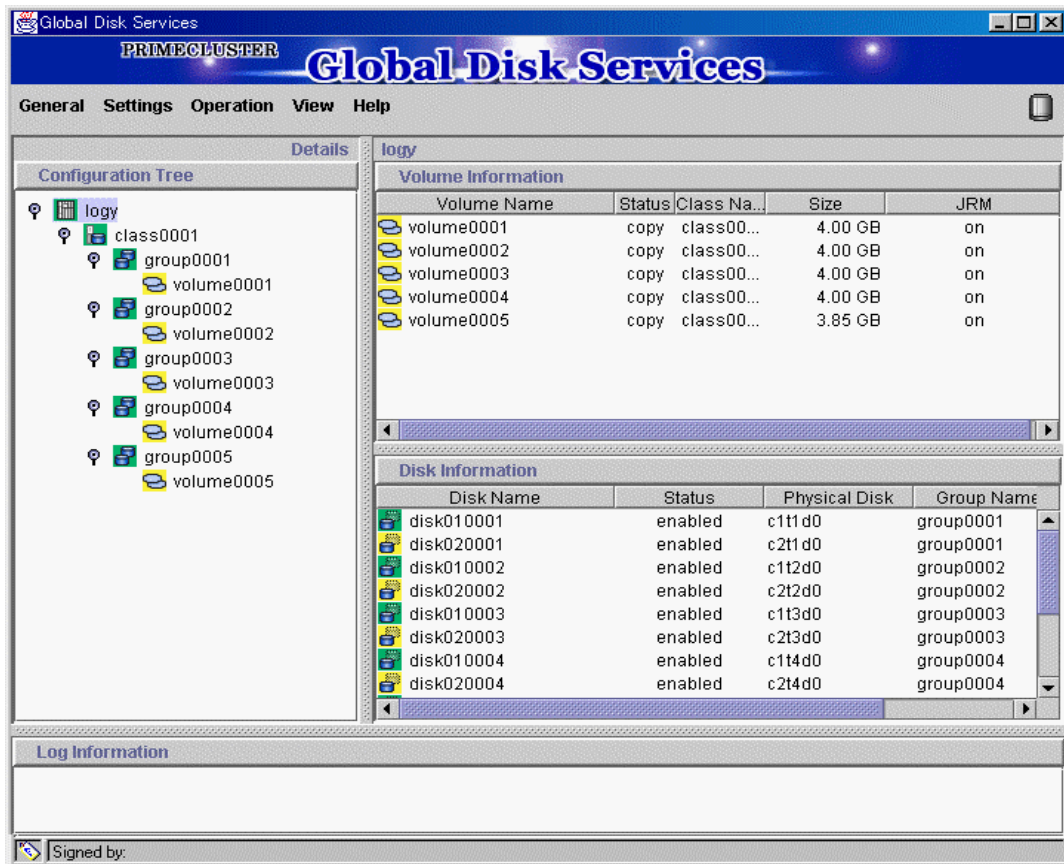 Global Disk Services
PRIMECLUSTER
Global Disk Services
General Settings Operation View Help
Details
Configuration Tree
logy
class0001
group0001
volume0001
group0002
volume0002
group0003
volume0003
group0004
volume0004
group0005
volume0005
logy
Volume Information
Volume Name Status Class Na... Size JRM
volume0001 copy class00... 4.00 GB on
volume0002 copy class00... 4.00 GB on
volume0003 copy class00... 4.00 GB on
volume0004 copy class00... 4.00 GB on
volume0005 copy class00... 3.85 GB on
Disk Information
Disk Name Status Physical Disk Group Name
disk010001 enabled c1t1d0 group0001
disk020001 enabled c2t1d0 group0001
disk010002 enabled c1t2d0 group0002
disk020002 enabled c2t2d0 group0002
disk010003 enabled c1t3d0 group0003
disk020003 enabled c2t3d0 group0003
disk010004 enabled c1t4d0 group0004
disk020004 enabled c2t4d0 group0004
Log Information
Signed by: